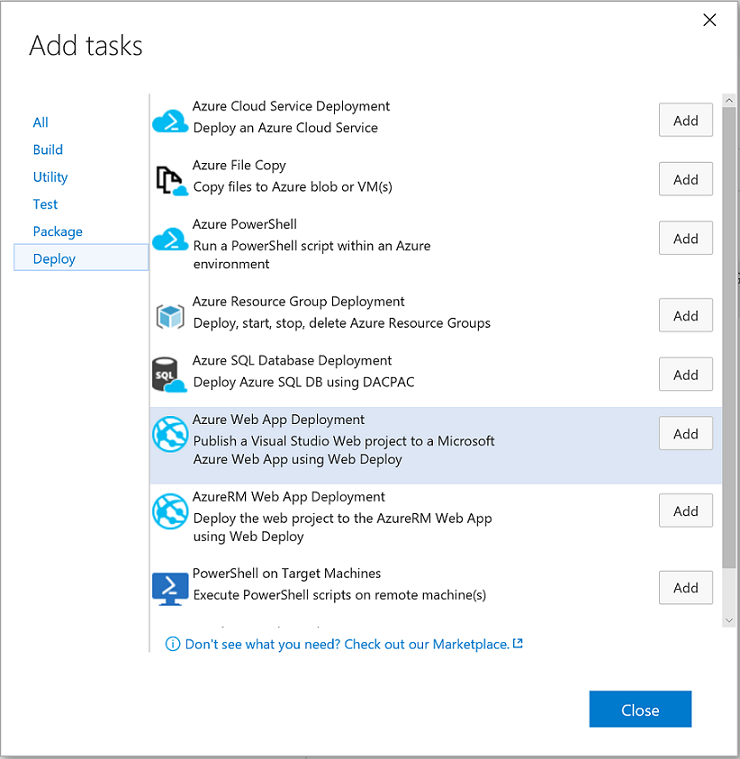 Add tasks
All
Build
Utility
Test
Package
Deploy
Azure Cloud Service Deployment
Deploy an Azure Cloud Service
Add
Azure File Copy
Copy files to Azure blob or VM(s)
Add
Azure PowerShell
Run a PowerShell script within an Azure
environment
Add
Azure Resource Group Deployment
Deploy, start, stop, delete Azure Resource Groups
Add
SQL
Azure SQL Database Deployment
Deploy Azure SQL DB using DACPAC
Add
Azure Web App Deployment
Publish a Visual Studio Web project to a Microsoft
Azure Web App using Web Deploy
Add
AzureRM Web App Deployment
Deploy the web project to the AzureRM Web App
using Web Deploy
Add
PowerShell on Target Machines
Execute PowerShell scripts on remote machine(s)
Add
Don't see what you need? Check out our Marketplace.
Close